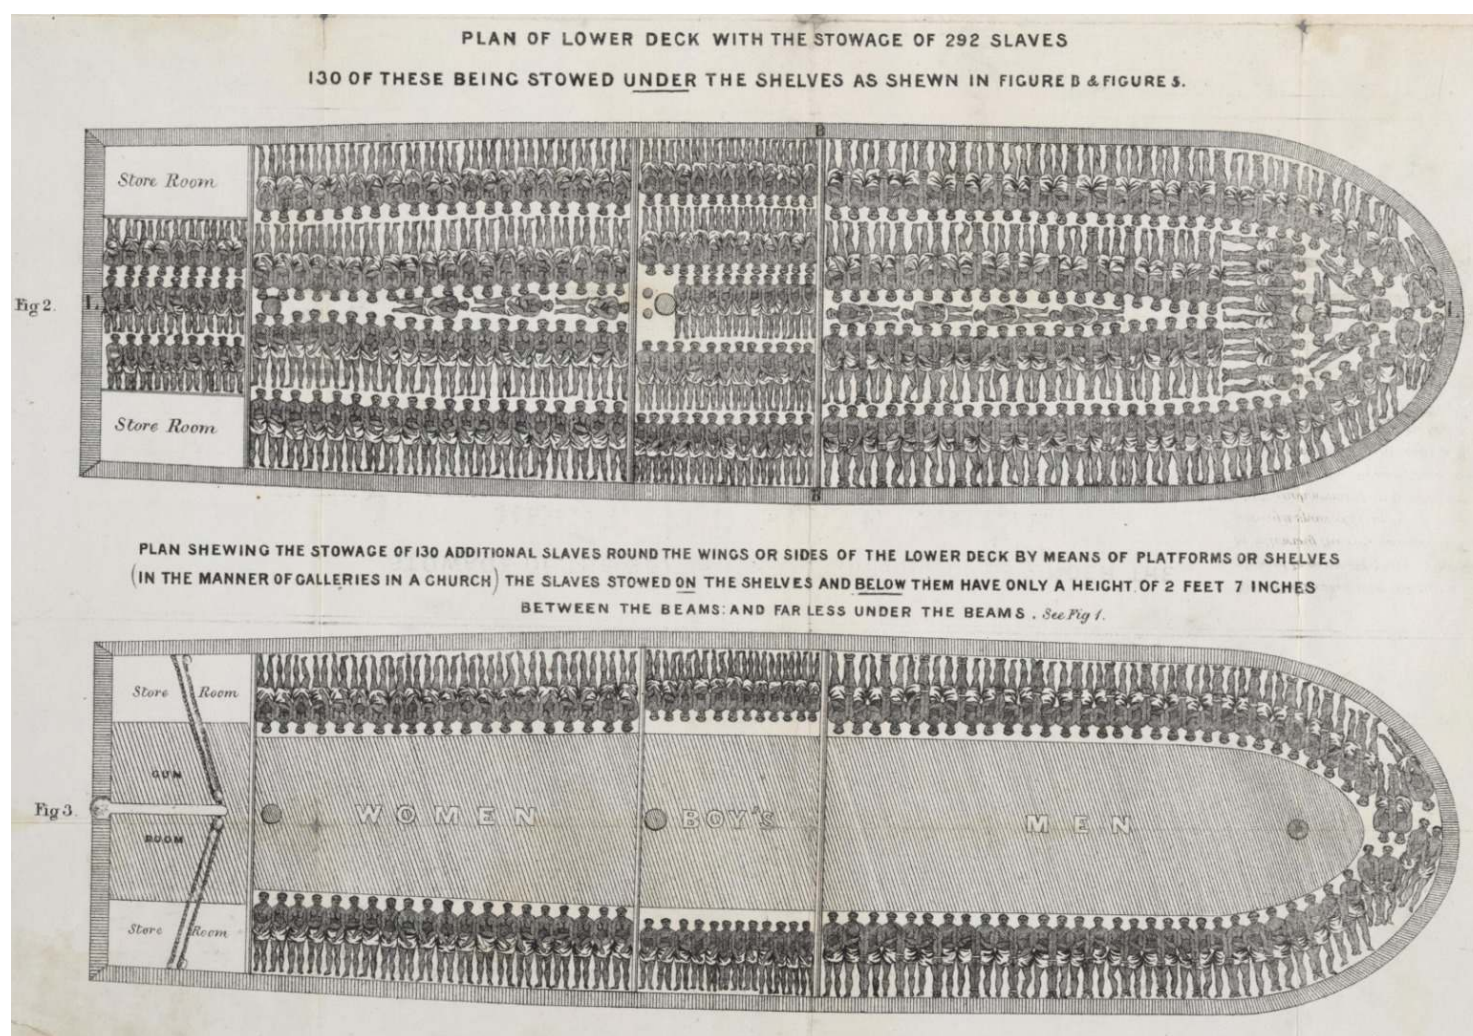 PLAN OF LOWER DECK WITH THE STOWAGE OF 292 SLAVES
130 OF THESE BEING STOWED UNDER THE SHELVES AS SHEWN IN FIGURE B & FIGURE 5.
B
Store Room
Fig 2.
L
L
Store Room
B
PLAN SHEWING THE STOWAGE OF 130 ADDITIONAL SLAVES ROUND THE WINGS OR SIDES OF THE LOWER DECK BY MEANS OF PLATFORMS OR SHELVES
(IN THE MANNER OF GALLERIES IN A CHURCH) THE SLAVES STOWED ON THE SHELVES AND BELOW THEM HAVE ONLY A HEIGHT OF 2 FEET 7 INCHES
BETWEEN THE BEAMS: AND FAR LESS UNDER THE BEAMS. See Fig 1.
Store Room
GUN
Fig 3.
WOMEN
BOY'S
MEN
ROOM
Store Room